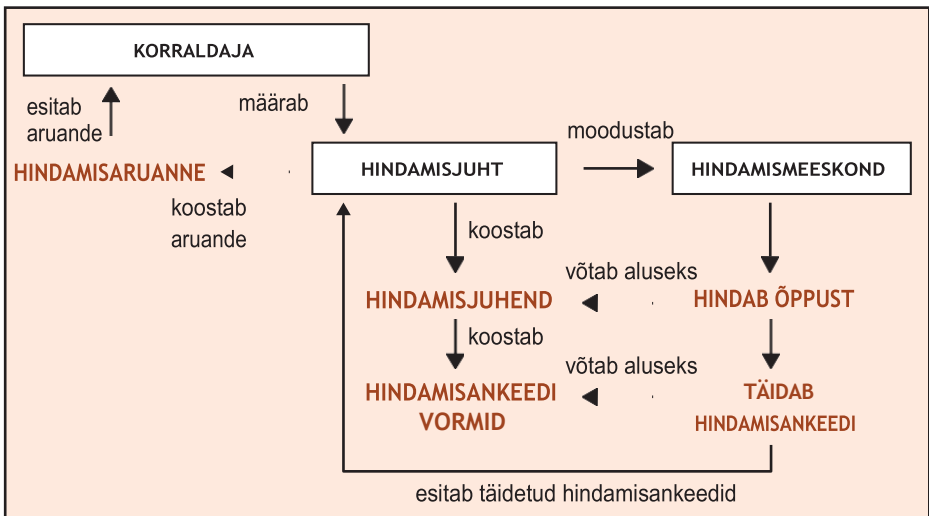 KORRALDAJA
esitab
aruande
määrab
moodustab
HINDAMISARUANNE
HINDAMISJUHT
HINDAMISMEESKOND
koostab
aruande
koostab
võtab aluseks
HINDAMISJUHEND
HINDAB ÕPPUST
koostab
võtab aluseks
HINDAMISANKEEDI
VORMID
TÄIDAB
HINDAMISANKEEDI
esitab täidetud hindamisankeedid